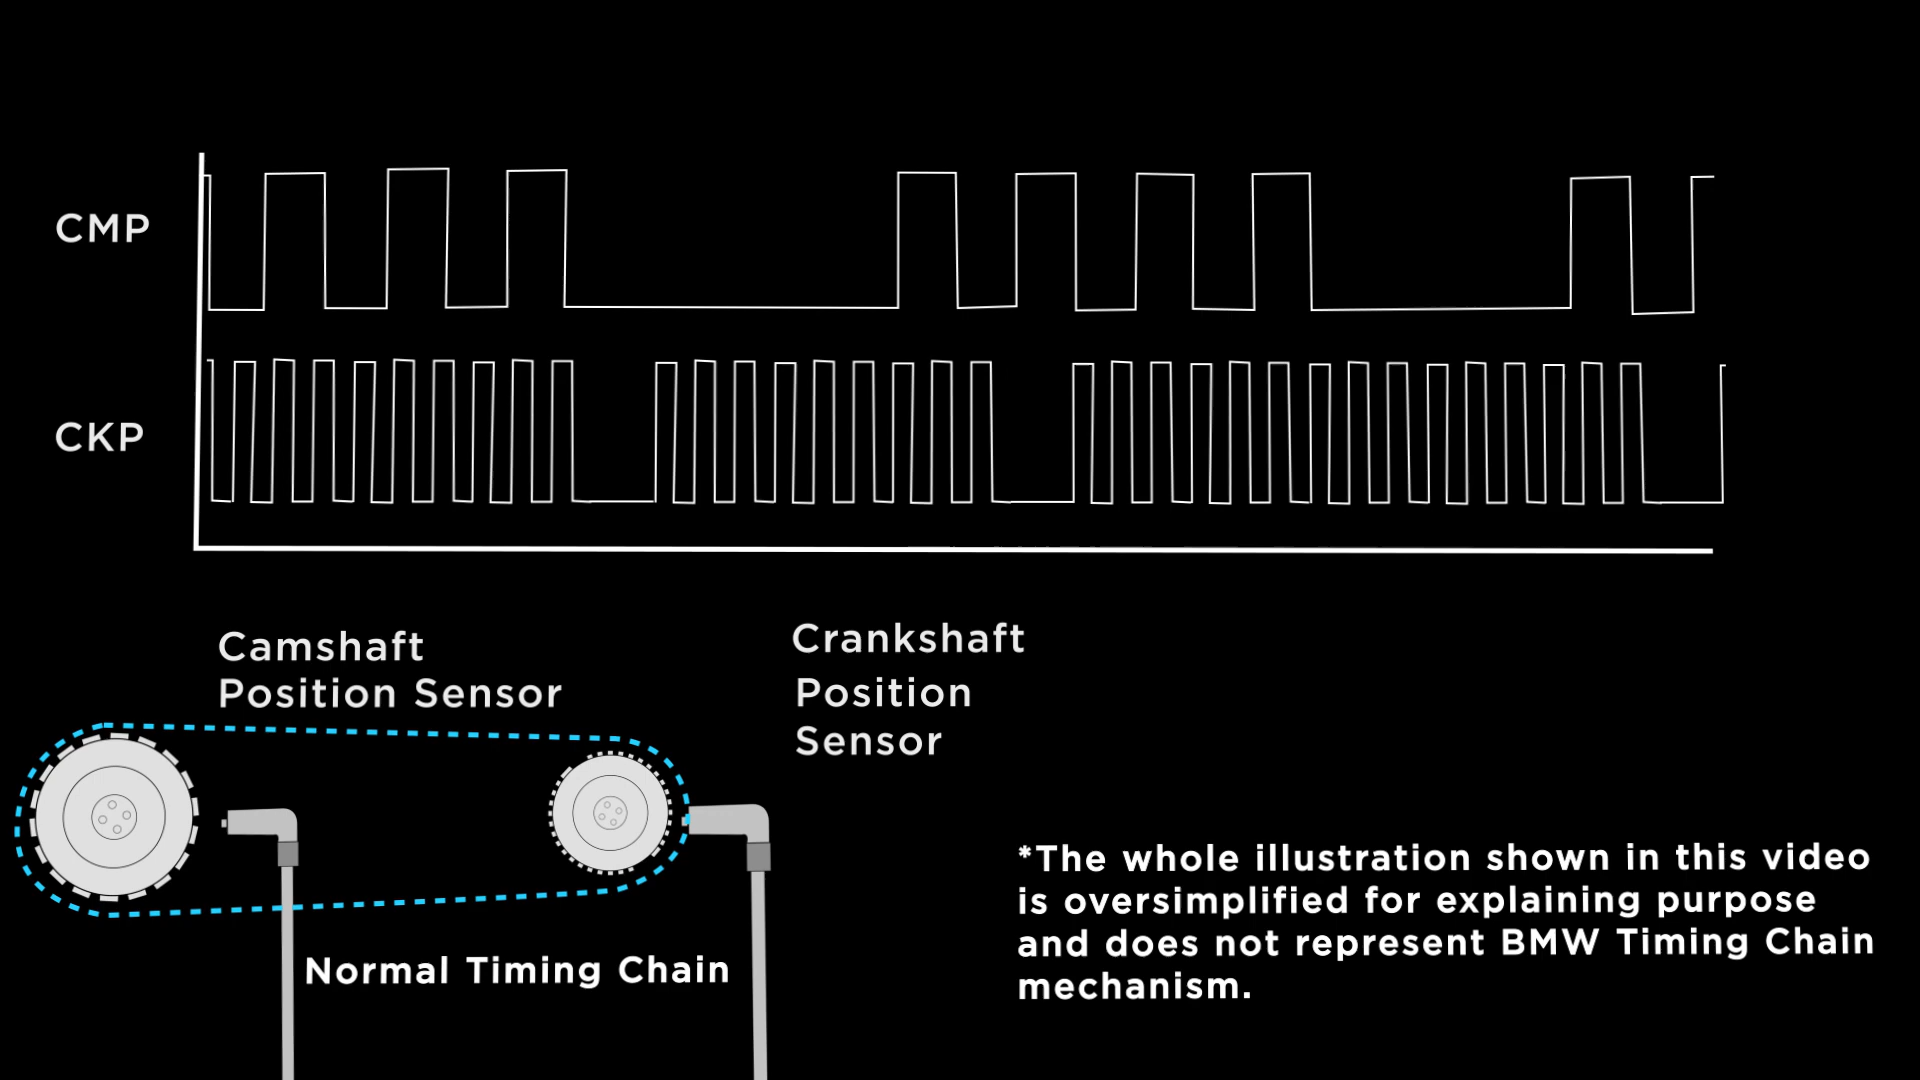 CMP
CKP
Camshaft
Position Sensor
Crankshaft
Position
Sensor
Normal Timing Chain
*The whole illustration shown in this video
is oversimplified for explaining purpose
and does not represent BMW Timing Chain
mechanism.